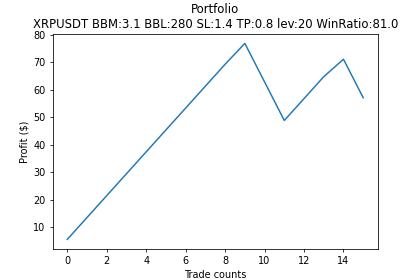 Portfolio
XRPUSDT BBM:3.1 BBL:280 SL:1.4 TP:0.8 lev:20 WinRatio:81.0
80
70
60
50
40
30
20
10
Profit ($)
0 2 4 6 8 10 12 14
Trade counts